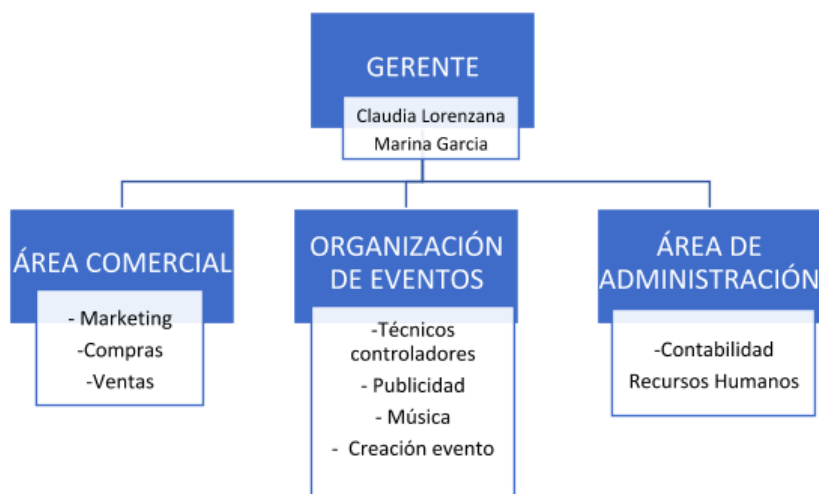 GERENTE
Claudia Lorenzana
Marina Garcia
ÁREA COMERCIAL
- Marketing
-Compras
-Ventas
ORGANIZACIÓN
DE EVENTOS
-Técnicos
controladores
- Publicidad
- Música
- Creación evento
ÁREA DE
ADMINISTRACIÓN
-Contabilidad
Recursos Humanos